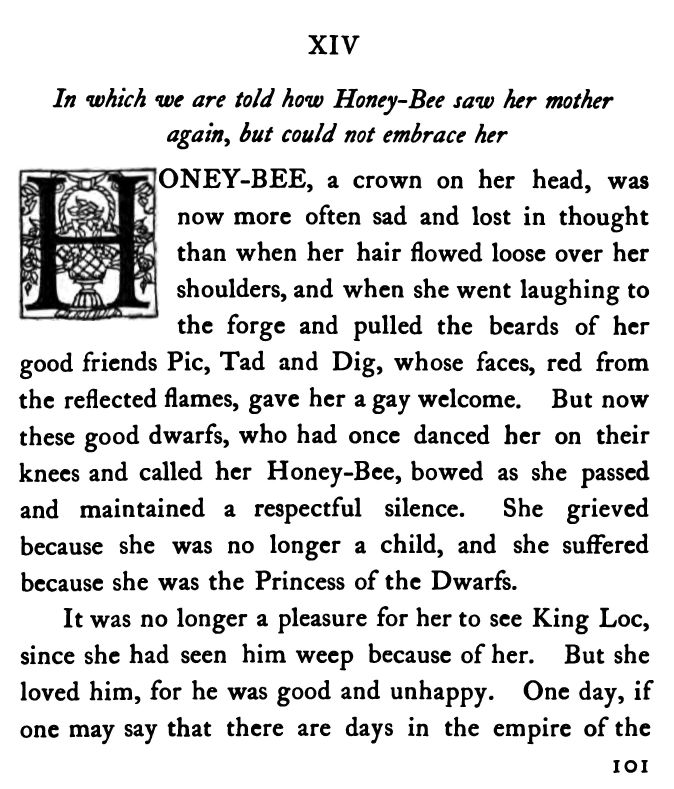 XIV
In which we are told how Honey-Bee saw her mother
again, but could not embrace her
HONEY-BEE, a crown on her head, was
now more often sad and lost in thought
than when her hair flowed loose over her
shoulders, and when she went laughing to
the forge and pulled the beards of her
good friends Pic, Tad and Dig, whose faces, red from
the reflected flames, gave her a gay welcome. But now
these good dwarfs, who had once danced her on their
knees and called her Honey-Bee, bowed as she passed
and maintained a respectful silence. She grieved
because she was no longer a child, and she suffered
because she was the Princess of the Dwarfs.
It was no longer a pleasure for her to see King Loc,
since she had seen him weep because of her. But she
loved him, for he was good and unhappy. One day, if
one may say that there are days in the empire of the
101